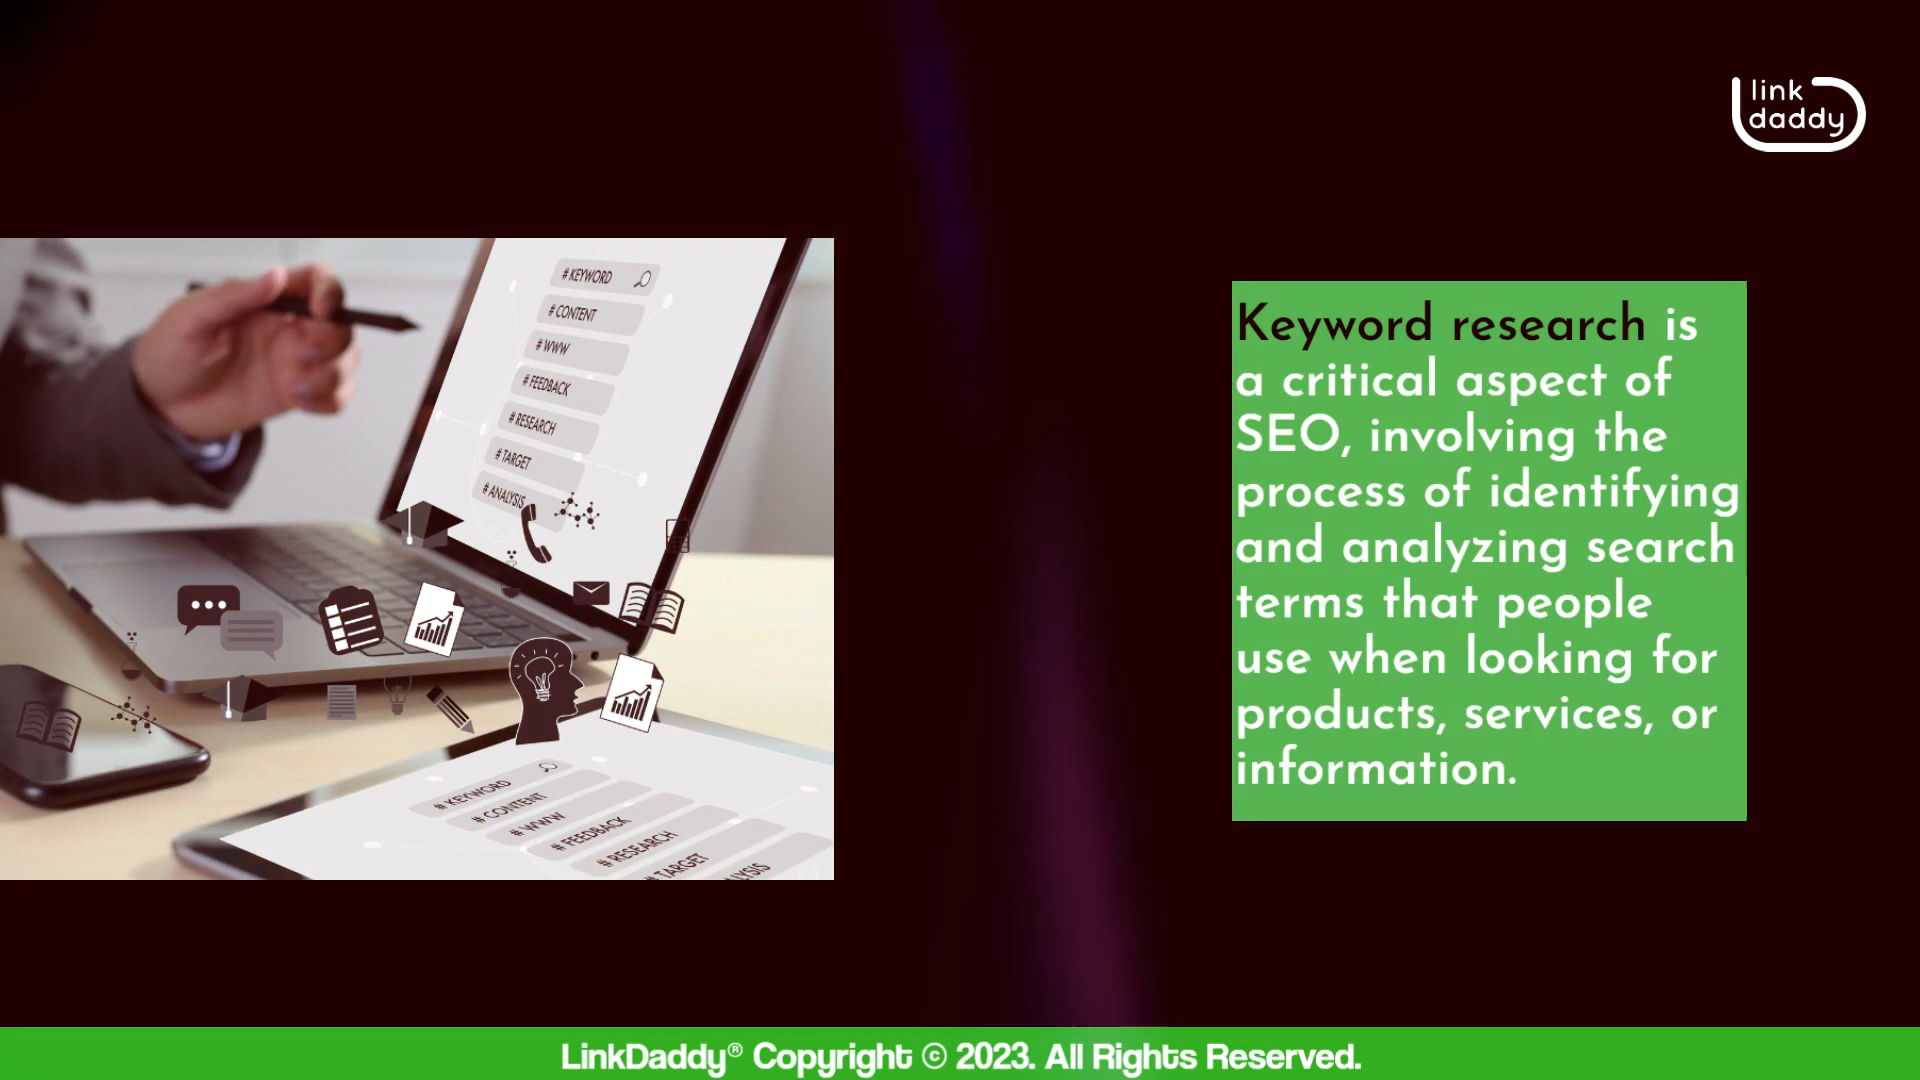 link
daddy
# KEYWORD
# CONTENT
# WWW
# FEEDBACK
# RESEARCH
# TARGET
# ANALYSIS
# KEYWORD
# CONTENT
# WWW
# FEEDBACK
# RESEARCH
# TARGET
LYSIS
Keyword research is
a critical aspect of
SEO, involving the
process of identifying
and analyzing search
terms that people
use when looking for
products, services, or
information.
LinkDaddy® Copyright © 2023. All Rights Reserved.